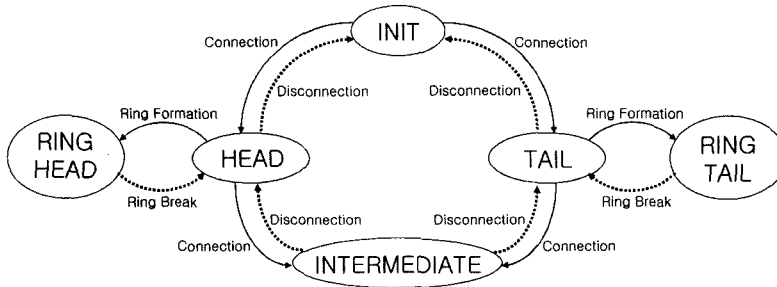 INIT
Connection
Connection
Disconnection
Disconnection
Ring Formation
Ring Formation
RING
HEAD
HEAD
TAIL
RING
TAIL
Ring Break
Ring Break
Disconnection
Disconnection
Connection
Connection
INTERMEDIATE